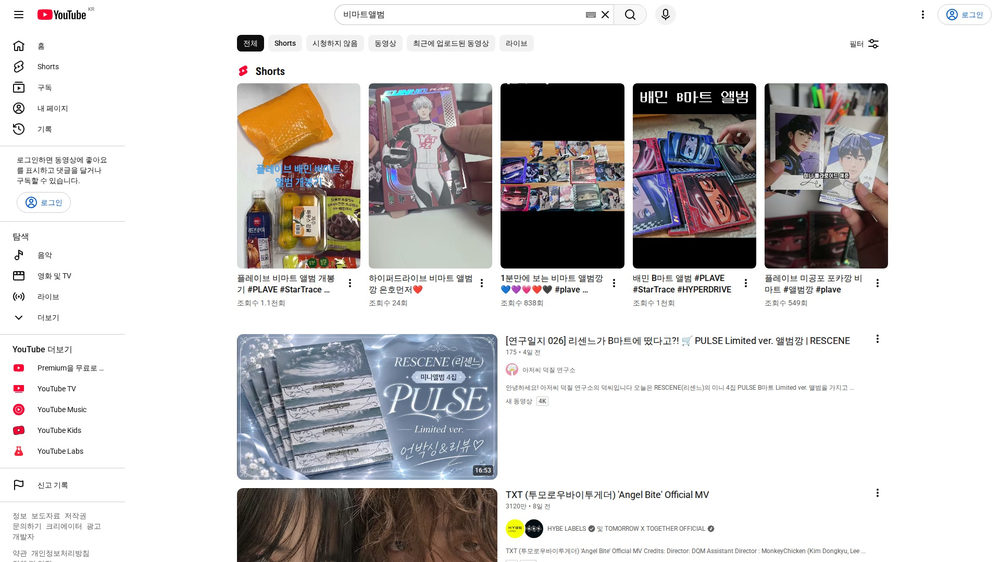 YouTube KR
비마트앨범
로그인
홈
Shorts
구독
내 페이지
기록
로그인하면 동영상에 좋아요
를 표시하고 댓글을 달거나
구독할 수 있습니다.
로그인
탐색
음악
영화 및 TV
라이브
더보기
YouTube 더보기
Premium을 무료로 ...
YouTube TV
YouTube Music
YouTube Kids
YouTube Labs
신고 기록
정보 보도자료 저작권
문의하기 크리에이터 광고
개발자
약관 개인정보처리방침
전체
Shorts
시청하지 않음
동영상
최근에 업로드된 동영상
라이브
필터
Shorts
플레이브 배민 비마트
배민 B마트 앨범
플레이브 비마트 앨범 개봉
기 #PLAVE #StarTrace ...
조회수 1.1천회
하이퍼드라이브 비마트 앨범
깡 은호먼저❤️
조회수 24회
1분만에 보는 비마트 앨범깡
💙💜💗❤️🖤 #plave ...
조회수 838회
배민 B마트 앨범 #PLAVE
#StarTrace #HYPERDRIVE
조회수 1천회
플레이브 미공포 포카깡 비
마트 #앨범깡 #plave
조회수 549회
RESCENE (리센느)
미니앨범 4집
PULSE
Limited ver.
언박싱&리뷰♡
16:53
[연구일지 026] 리센느가 B마트에 떴다고?! 🛒 PULSE Limited ver. 앨범깡 | RESCENE
175 • 4일 전
아저씨 덕질 연구소
안녕하세요! 아저씨 덕질 연구소의 덕씨입니다 오늘은 RESCENE(리센느)의 미니 4집 PULSE B마트 Limited ver. 앨범을 가지고 ...
새 동영상 4K
TXT (투모로우바이투게더) 'Angel Bite' Official MV
3120만 • 8일 전
HYBE LABELS 및 TOMORROW X TOGETHER OFFICIAL
TXT (투모로우바이투게더) 'Angel Bite' Official MV Credits: Director: DQM Assistant Director : MonkeyChicken (Kim Dongkyu, Lee ...